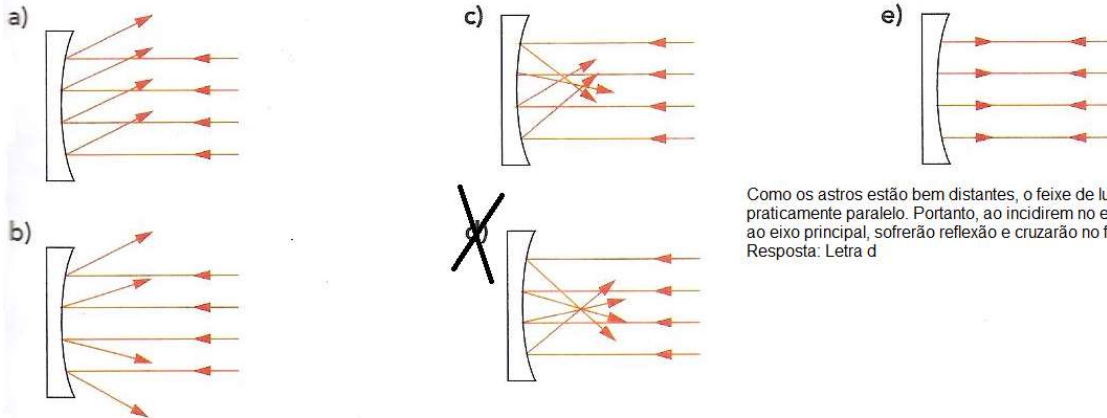 a)
b)
c)
d)
e)
Como os astros estão bem distantes, o feixe de
praticamente paralelo. Portanto, ao incidirem no
ao eixo principal, sofrerão reflexão e cruzarão no
Resposta: Letra d